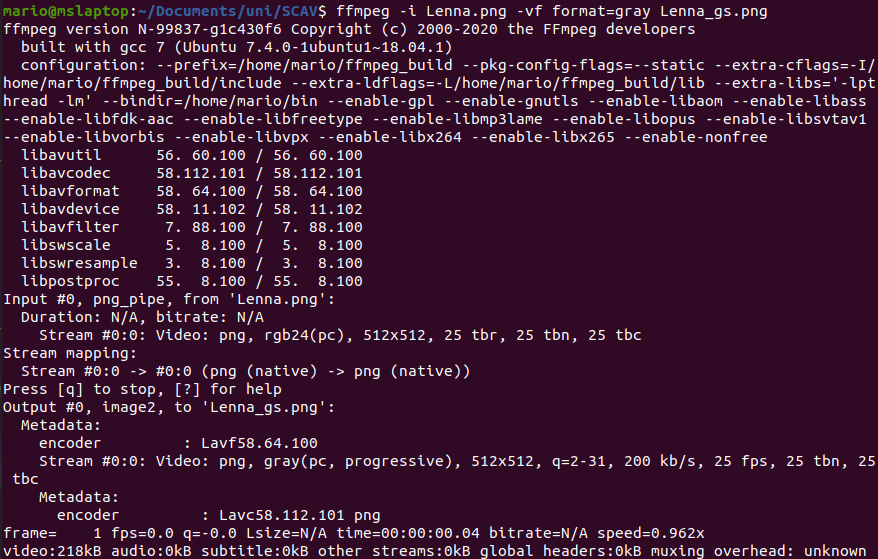 mario@mslaptop:~/Documents/uni/SCAV$ ffmpeg -i Lenna.png -vf format=gray Lenna_gs.png
ffmpeg version N-99837-g1c430f6 Copyright (c) 2000-2020 the FFmpeg developers
  built with gcc 7 (Ubuntu 7.4.0-1ubuntu1~18.04.1)
  configuration: --prefix=/home/mario/ffmpeg_build --pkg-config-flags=--static --extra-cflags=-I/
home/mario/ffmpeg_build/include --extra-ldflags=-L/home/mario/ffmpeg_build/lib --extra-libs='-lpt
hread -lm' --bindir=/home/mario/bin --enable-gpl --enable-gnutls --enable-libaom --enable-libass
--enable-libfdk-aac --enable-libfreetype --enable-libmp3lame --enable-libopus --enable-libsvtav1
--enable-libvorbis --enable-libvpx --enable-libx264 --enable-libx265 --enable-nonfree
  libavutil      56. 60.100 / 56. 60.100
  libavcodec     58.112.101 / 58.112.101
  libavformat    58. 64.100 / 58. 64.100
  libavdevice    58. 11.102 / 58. 11.102
  libavfilter     7. 88.100 /  7. 88.100
  libswscale      5.  8.100 /  5.  8.100
  libswresample   3.  8.100 /  3.  8.100
  libpostproc    55.  8.100 / 55.  8.100
Input #0, png_pipe, from 'Lenna.png':
  Duration: N/A, bitrate: N/A
    Stream #0:0: Video: png, rgb24(pc), 512x512, 25 tbr, 25 tbn, 25 tbc
Stream mapping:
  Stream #0:0 -> #0:0 (png (native) -> png (native))
Press [q] to stop, [?] for help
Output #0, image2, to 'Lenna_gs.png':
  Metadata:
    encoder         : Lavf58.64.100
    Stream #0:0: Video: png, gray(pc, progressive), 512x512, q=2-31, 200 kb/s, 25 fps, 25 tbn, 25
 tbc
    Metadata:
      encoder         : Lavc58.112.101 png
frame=    1 fps=0.0 q=-0.0 Lsize=N/A time=00:00:00.04 bitrate=N/A speed=0.962x
video:218kB audio:0kB subtitle:0kB other streams:0kB global headers:0kB muxing overhead: unknown